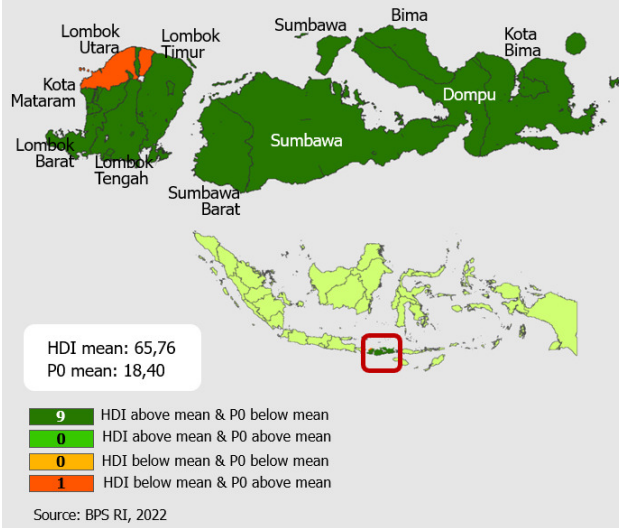 Lombok
Utara
Lombok
Timur
Sumbawa
Bima
Kota
Bima
Kota
Mataram
Dompu
Sumbawa
Lombok
Barat
Lombok
Tengah
Sumbawa
Barat
HDI mean: 65,76
P0 mean: 18,40
9 HDI above mean & P0 below mean
0 HDI above mean & P0 above mean
0 HDI below mean & P0 below mean
1 HDI below mean & P0 above mean
Source: BPS RI, 2022